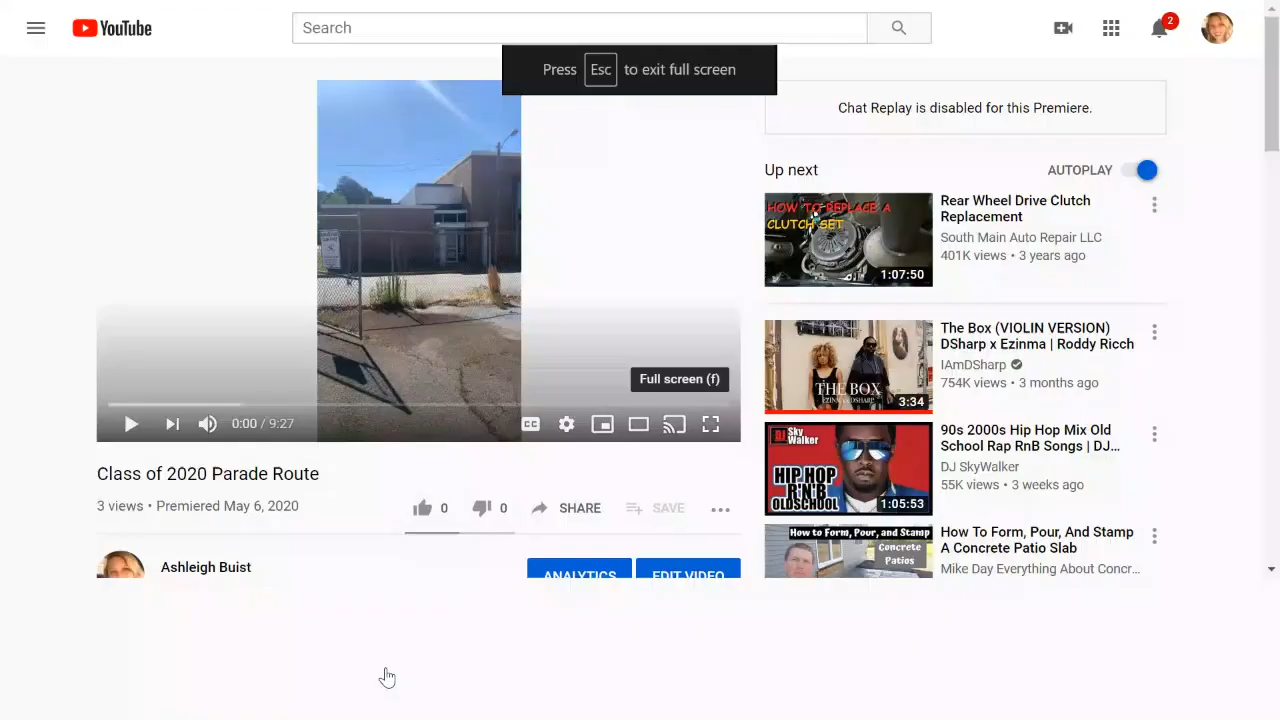 YouTube
Search
2
Press Esc to exit full screen
Chat Replay is disabled for this Premiere.
Up next
AUTOPLAY
HOW TO REPLACE A
CLUTCH SET
1:07:50
Rear Wheel Drive Clutch
Replacement
South Main Auto Repair LLC
401K views • 3 years ago
THE BOX
EZINMA DSHARP
3:34
The Box (VIOLIN VERSION)
DSharp x Ezinma | Roddy Ricch
IAmDSharp
754K views • 3 months ago
DJ Sky Walker
HIP HOP
R'N'B
OLDSCHOOL
1:05:53
90s 2000s Hip Hop Mix Old
School Rap RnB Songs | DJ...
DJ SkyWalker
55K views • 3 weeks ago
How to Form, Pour, and Stamp
Concrete
Patios
How To Form, Pour, And Stamp
A Concrete Patio Slab
Mike Day Everything About Concr...
Full screen (f)
0:00 / 9:27
CC
Class of 2020 Parade Route
3 views • Premiered May 6, 2020
0
0
SHARE
SAVE
Ashleigh Buist
ANALYTICS
EDIT VIDEO